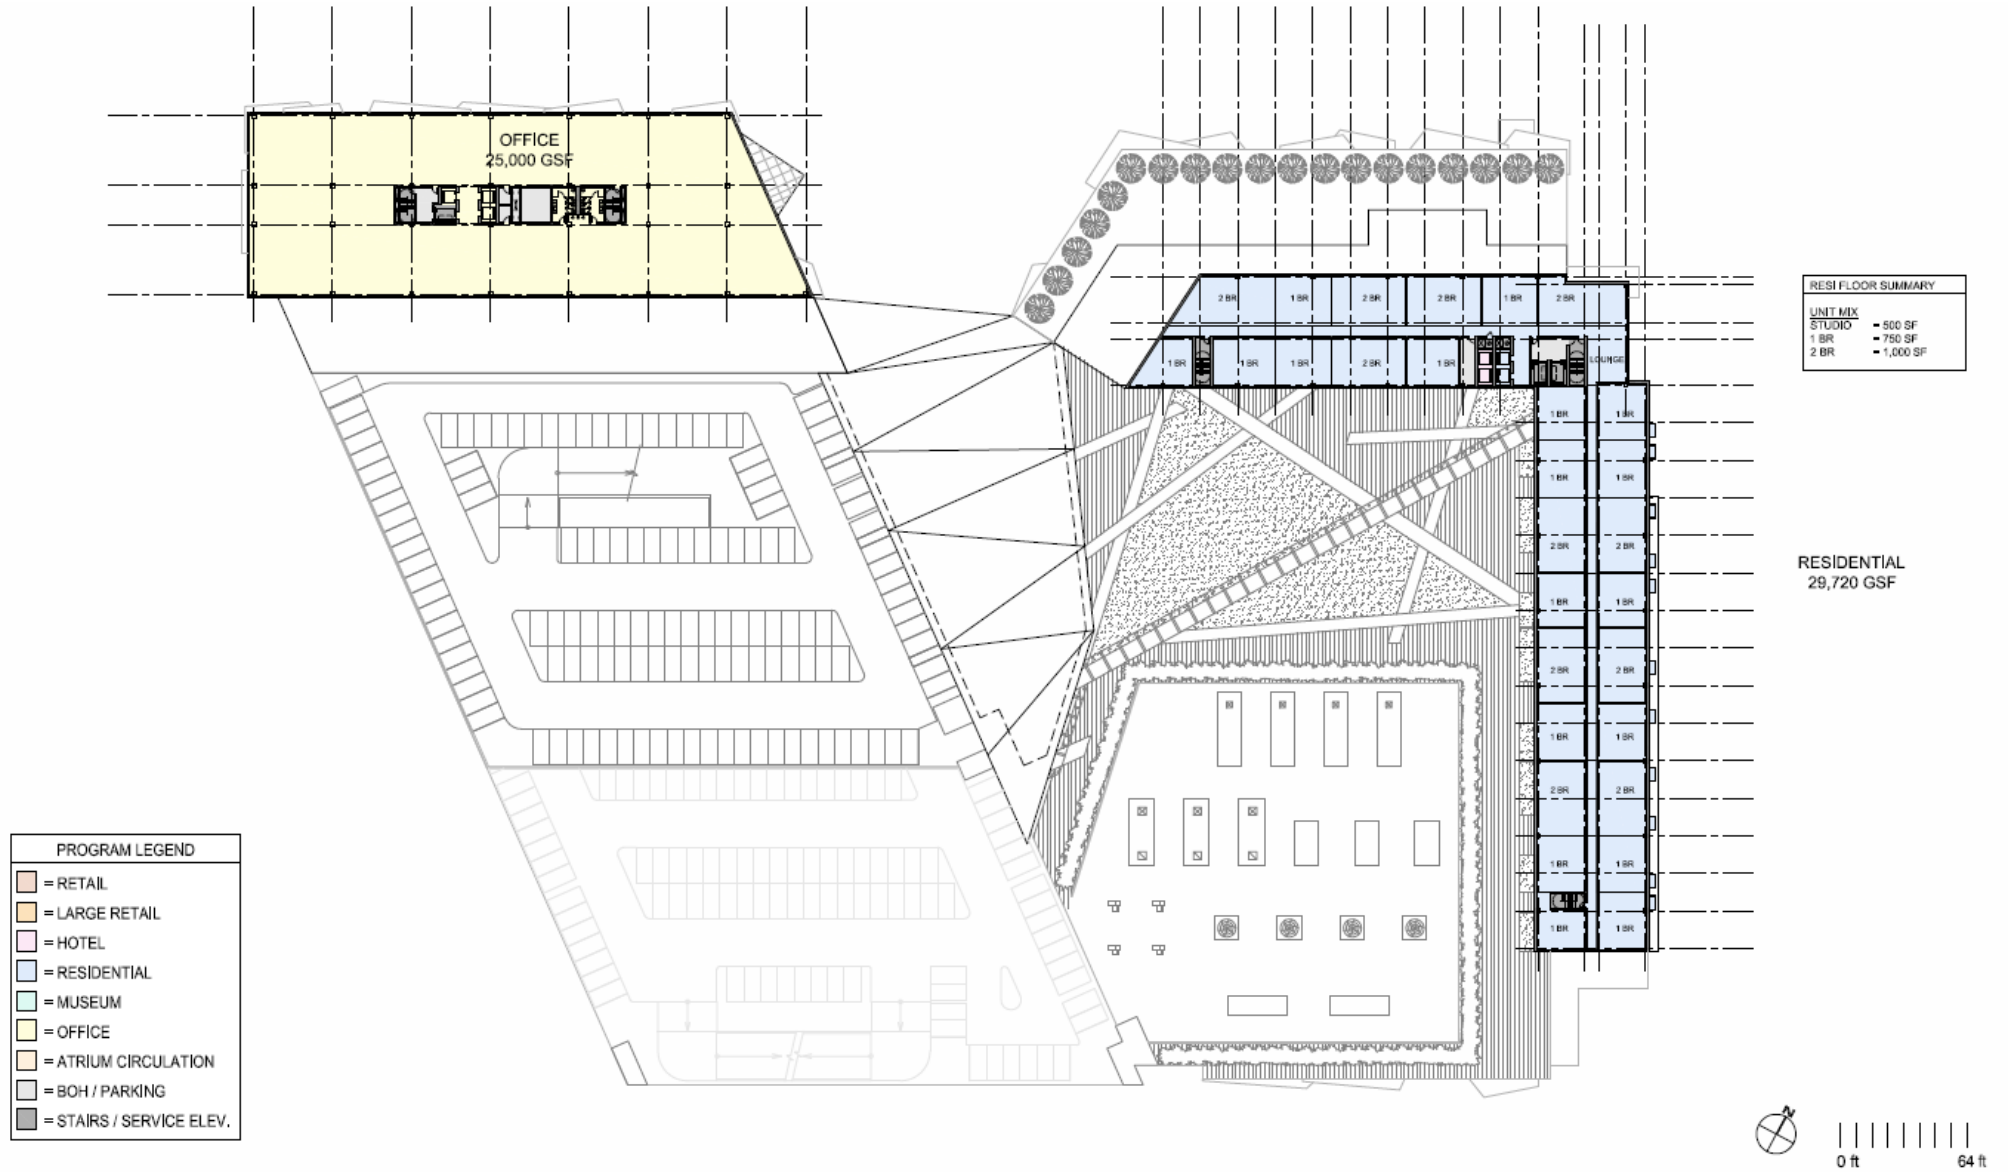 OFFICE
25,000 GSF
2 BR 1 BR 2 BR 2 BR 1 BR 2 BR
1 BR 1 BR 1 BR 2 BR 1 BR LOUNGE
1 BR 1 BR
1 BR 1 BR
2 BR 2 BR
1 BR 1 BR
2 BR 2 BR
1 BR 1 BR
2 BR 2 BR
1 BR 1 BR
1 BR 1 BR
RESI FLOOR SUMMARY
UNIT MIX
STUDIO = 500 SF
1 BR = 750 SF
2 BR = 1,000 SF
RESIDENTIAL
29,720 GSF
PROGRAM LEGEND
= RETAIL
= LARGE RETAIL
= HOTEL
= RESIDENTIAL
= MUSEUM
= OFFICE
= ATRIUM CIRCULATION
= BOH / PARKING
= STAIRS / SERVICE ELEV.
N
0 ft 64 ft